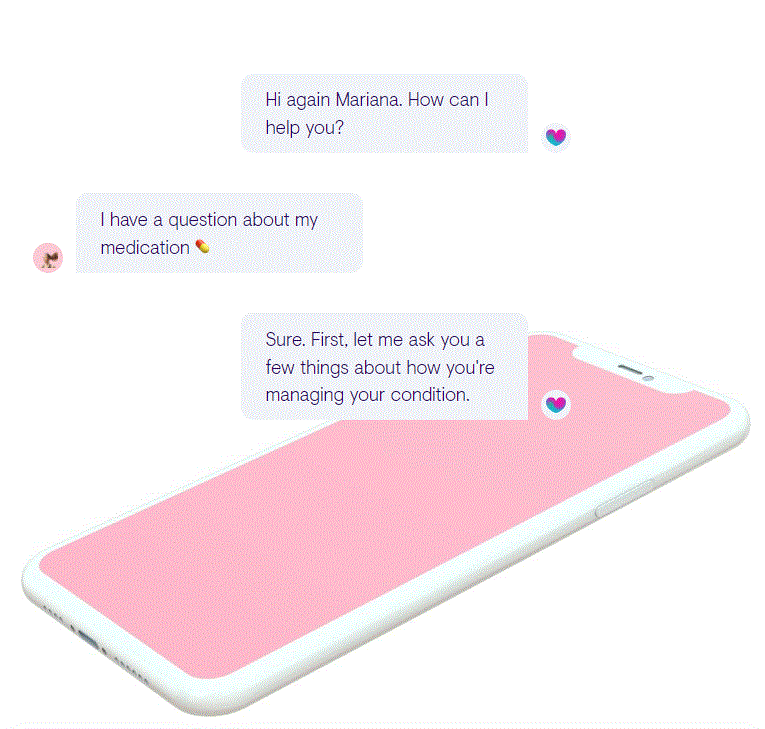 Hi again Mariana. How can I
help you?
I have a question about my
medication 💊
Sure. First, let me ask you a
few things about how you're
managing your condition.